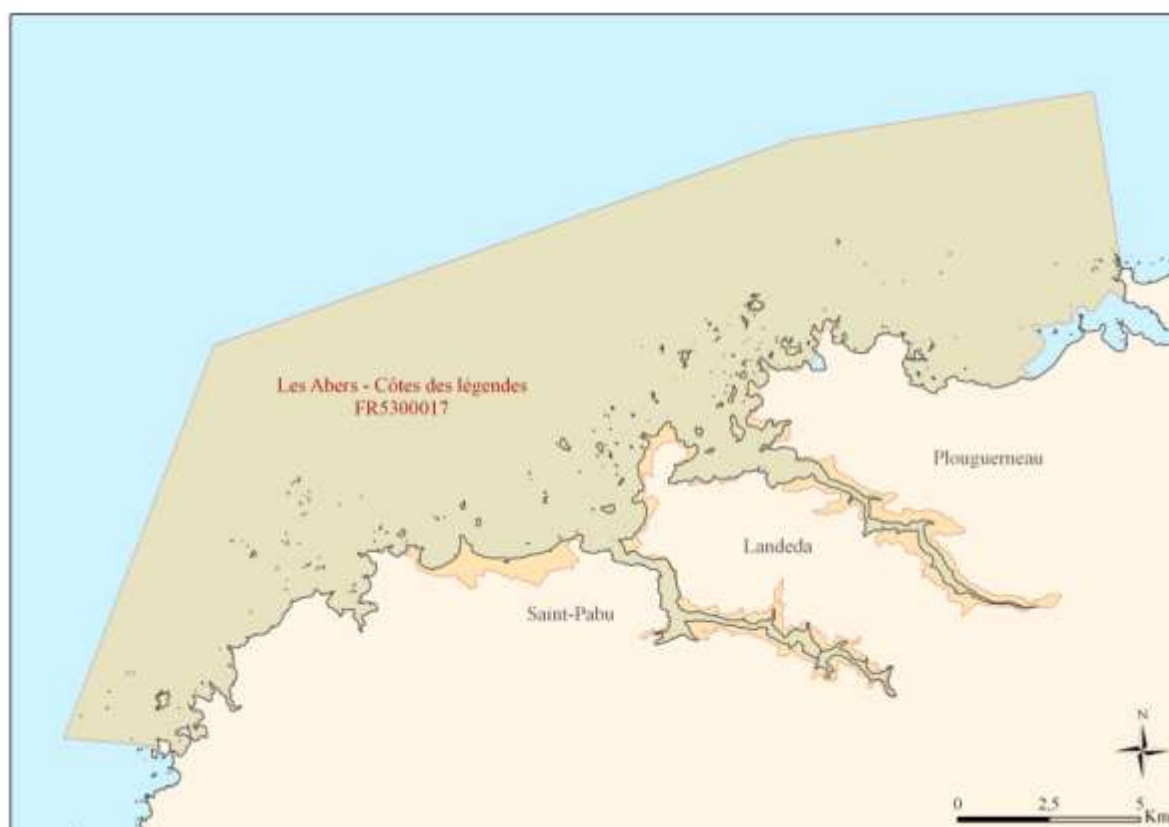 Les Abers - Côtes des légendes
FR5300017
Plouguerneau
Landeda
Saint-Pabu
N
0 2,5 5
Km